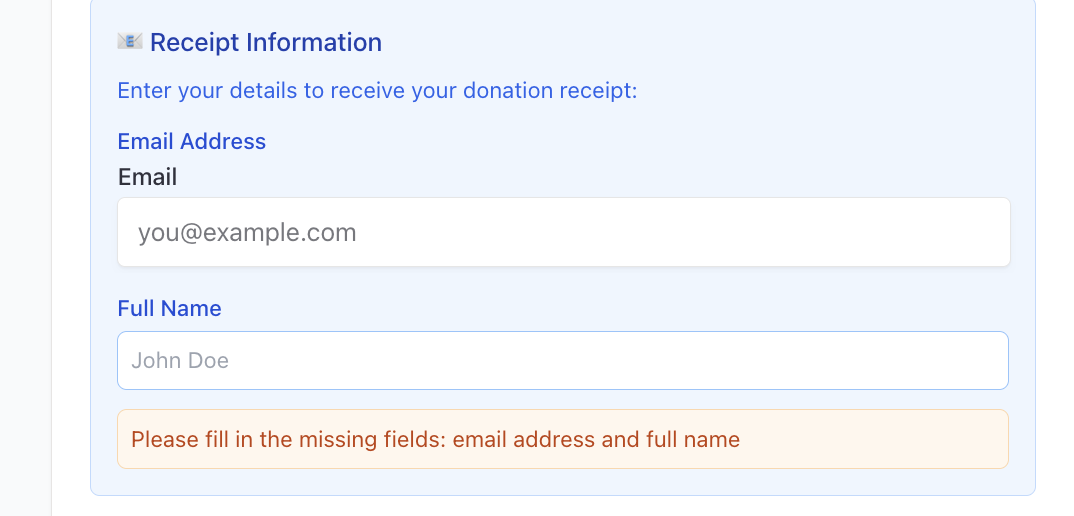 Receipt Information
Enter your details to receive your donation receipt:
Email Address
Email
you@example.com
Full Name
John Doe
Please fill in the missing fields: email address and full name